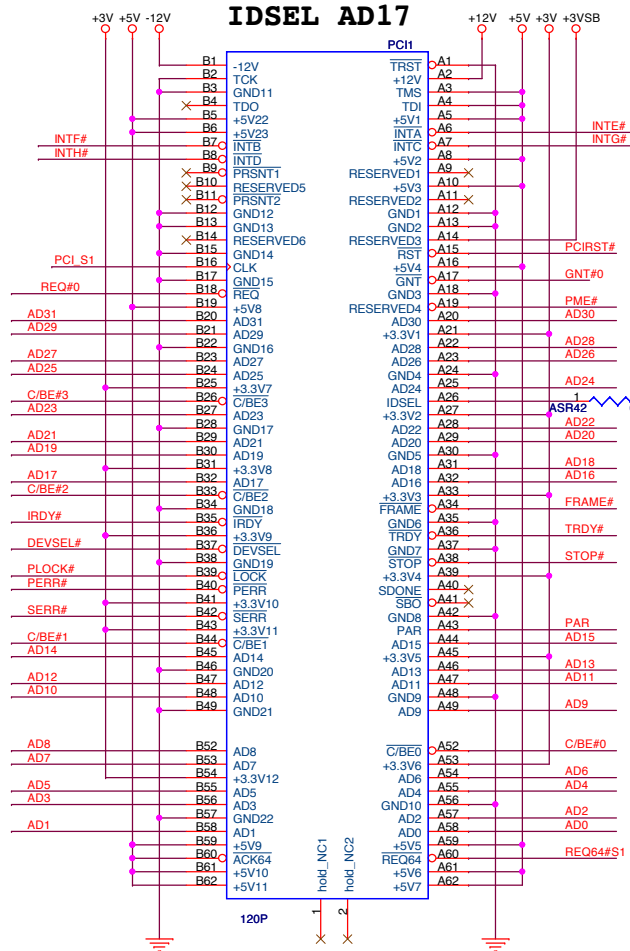 IDSEL AD17
+3V +5V -12V +12V +5V +3V +3VSB
PCI1
B1 -12V TRST A1
B2 TCK +12V A2
B3 GND11 TMS A3
B4 TDO TDI A4
B5 +5V22 +5V1 A5
B6 +5V23 INTA A6 INTE#
INTF# B7 INTB INTC A7 INTG#
INTH# B8 INTD +5V2 A8
B9 PRSNT1 RESERVED1 A9
B10 RESERVED5 +5V3 A10
B11 PRSNT2 RESERVED2 A11
B12 GND12 GND1 A12
B13 GND13 GND2 A13
B14 RESERVED6 RESERVED3 A14
B15 GND14 RST A15 PCIRST#
PCI_S1 B16 CLK +5V4 A16
B17 GND15 GNT A17 GNT#0
REQ#0 B18 REQ GND3 A18
B19 +5V8 RESERVED4 A19 PME#
AD31 B20 AD31 AD30 A20 AD30
AD29 B21 AD29 +3.3V1 A21
B22 GND16 AD28 A22 AD28
AD27 B23 AD27 AD26 A23 AD26
AD25 B24 AD25 GND4 A24
B25 +3.3V7 AD24 A25 AD24
C/BE#3 B26 C/BE3 IDSEL A26 1
AD23 B27 AD23 +3.3V2 A27 ASR42
B28 GND17 AD22 A28 AD22
AD21 B29 AD21 AD20 A29 AD20
AD19 B30 AD19 GND5 A30
B31 +3.3V8 AD18 A31 AD18
AD17 B32 AD17 AD16 A32 AD16
C/BE#2 B33 C/BE2 +3.3V3 A33
B34 GND18 FRAME A34 FRAME#
IRDY# B35 IRDY GND6 A35
B36 +3.3V9 TRDY A36 TRDY#
DEVSEL# B37 DEVSEL GND7 A37
B38 GND19 STOP A38 STOP#
PLOCK# B39 LOCK +3.3V4 A39
PERR# B40 PERR SDONE A40
B41 +3.3V10 SBO A41
SERR# B42 SERR GND8 A42
B43 +3.3V11 PAR A43 PAR
C/BE#1 B44 C/BE1 AD15 A44 AD15
AD14 B45 AD14 +3.3V5 A45
B46 GND20 AD13 A46 AD13
AD12 B47 AD12 AD11 A47 AD11
AD10 B48 AD10 GND9 A48
B49 GND21 AD9 A49 AD9
AD8 B52 AD8 C/BE0 A52 C/BE#0
AD7 B53 AD7 +3.3V6 A53
B54 +3.3V12 AD6 A54 AD6
AD5 B55 AD5 AD4 A55 AD4
AD3 B56 AD3 GND10 A56
B57 GND22 AD2 A57 AD2
AD1 B58 AD1 AD0 A58 AD0
B59 +5V9 +5V5 A59
B60 ACK64 REQ64 A60 REQ64#S1
B61 +5V10 +5V6 A61
B62 +5V11 +5V7 A62
hold_NC1 hold_NC2
1 2
120P